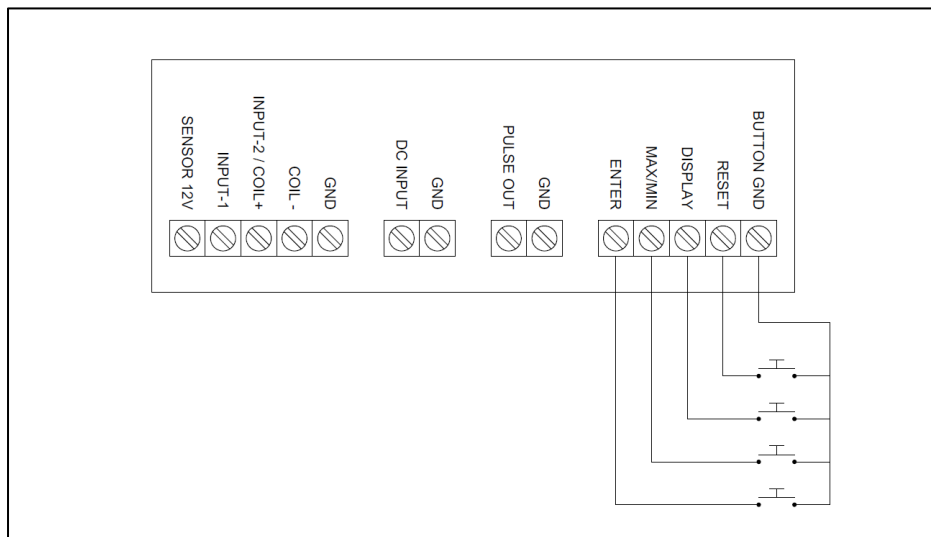 SENSOR 12V
INPUT-1
INPUT-2 / COIL+
COIL -
GND
DC INPUT
GND
PULSE OUT
GND
ENTER
MAX/MIN
DISPLAY
RESET
BUTTON GND